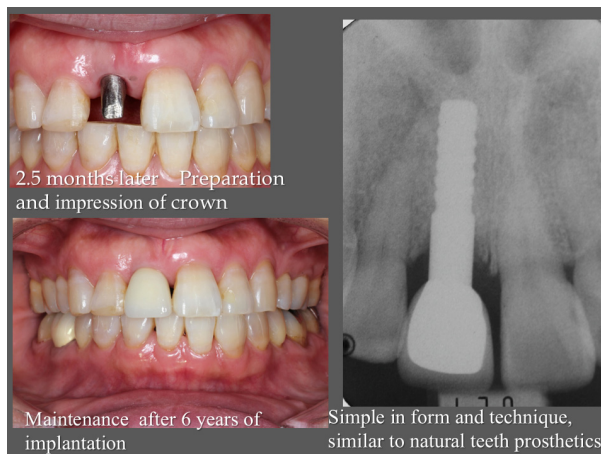 2.5 months later Preparation
and impression of crown
Maintenance after 6 years of
implantation
Simple in form and technique,
similar to natural teeth prosthetics